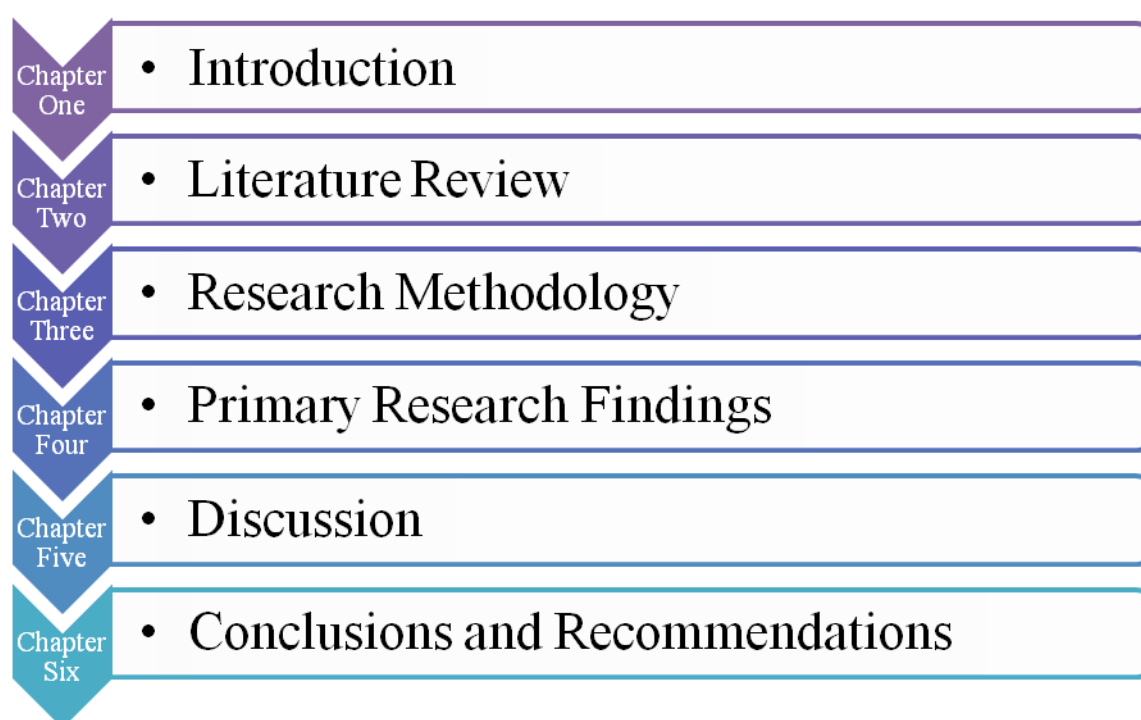 Chapter
One
• Introduction
Chapter
Two
• Literature Review
Chapter
Three
• Research Methodology
Chapter
Four
• Primary Research Findings
Chapter
Five
• Discussion
Chapter
Six
• Conclusions and Recommendations